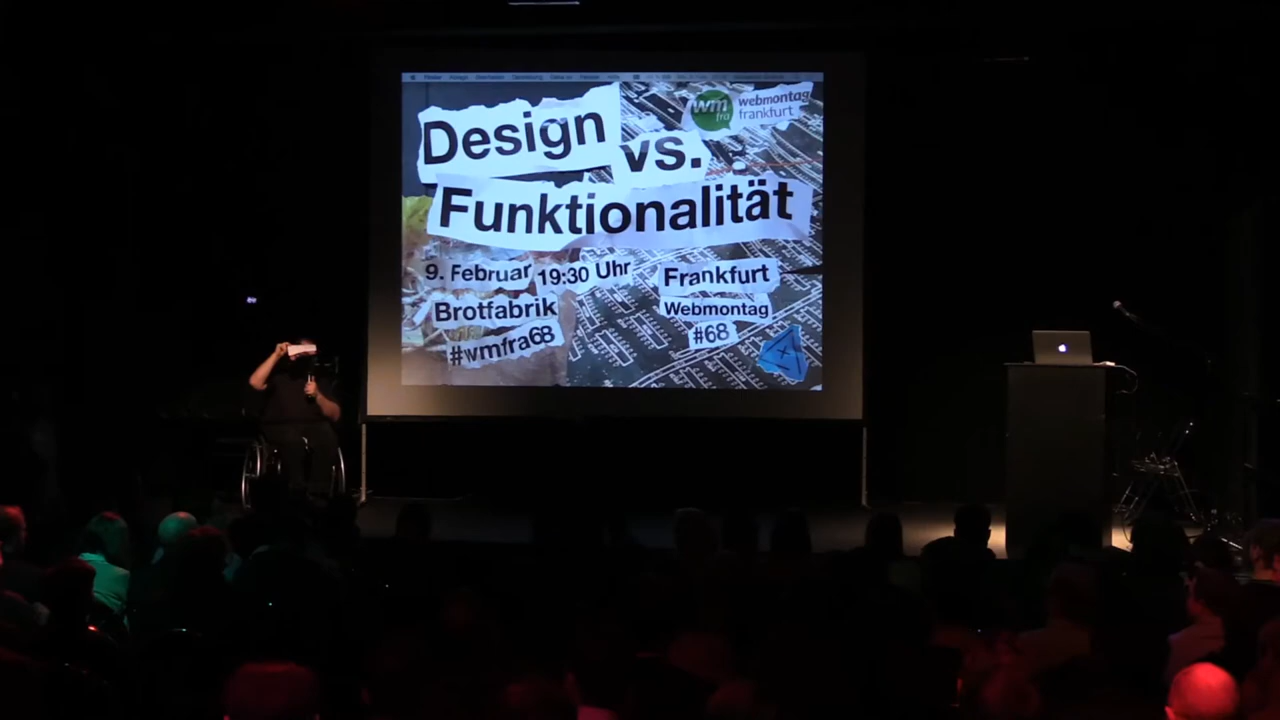 Design
vs.
Funktionalität
wm
fra
webmontag
frankfurt
9. Februar
19:30 Uhr
Brotfabrik
#wmfra68
Frankfurt
Webmontag
#68